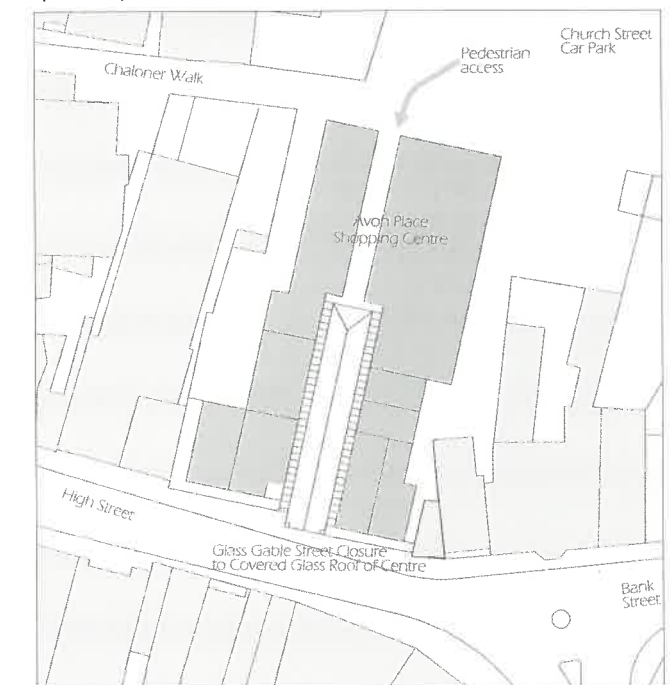 Church Street
Car Park
Pedestrian
access
Chaloner Walk
Avon Place
Shopping Centre
High Street
Glass Gable Street Closure
to Covered Glass Roof of Centre
Bank
Street